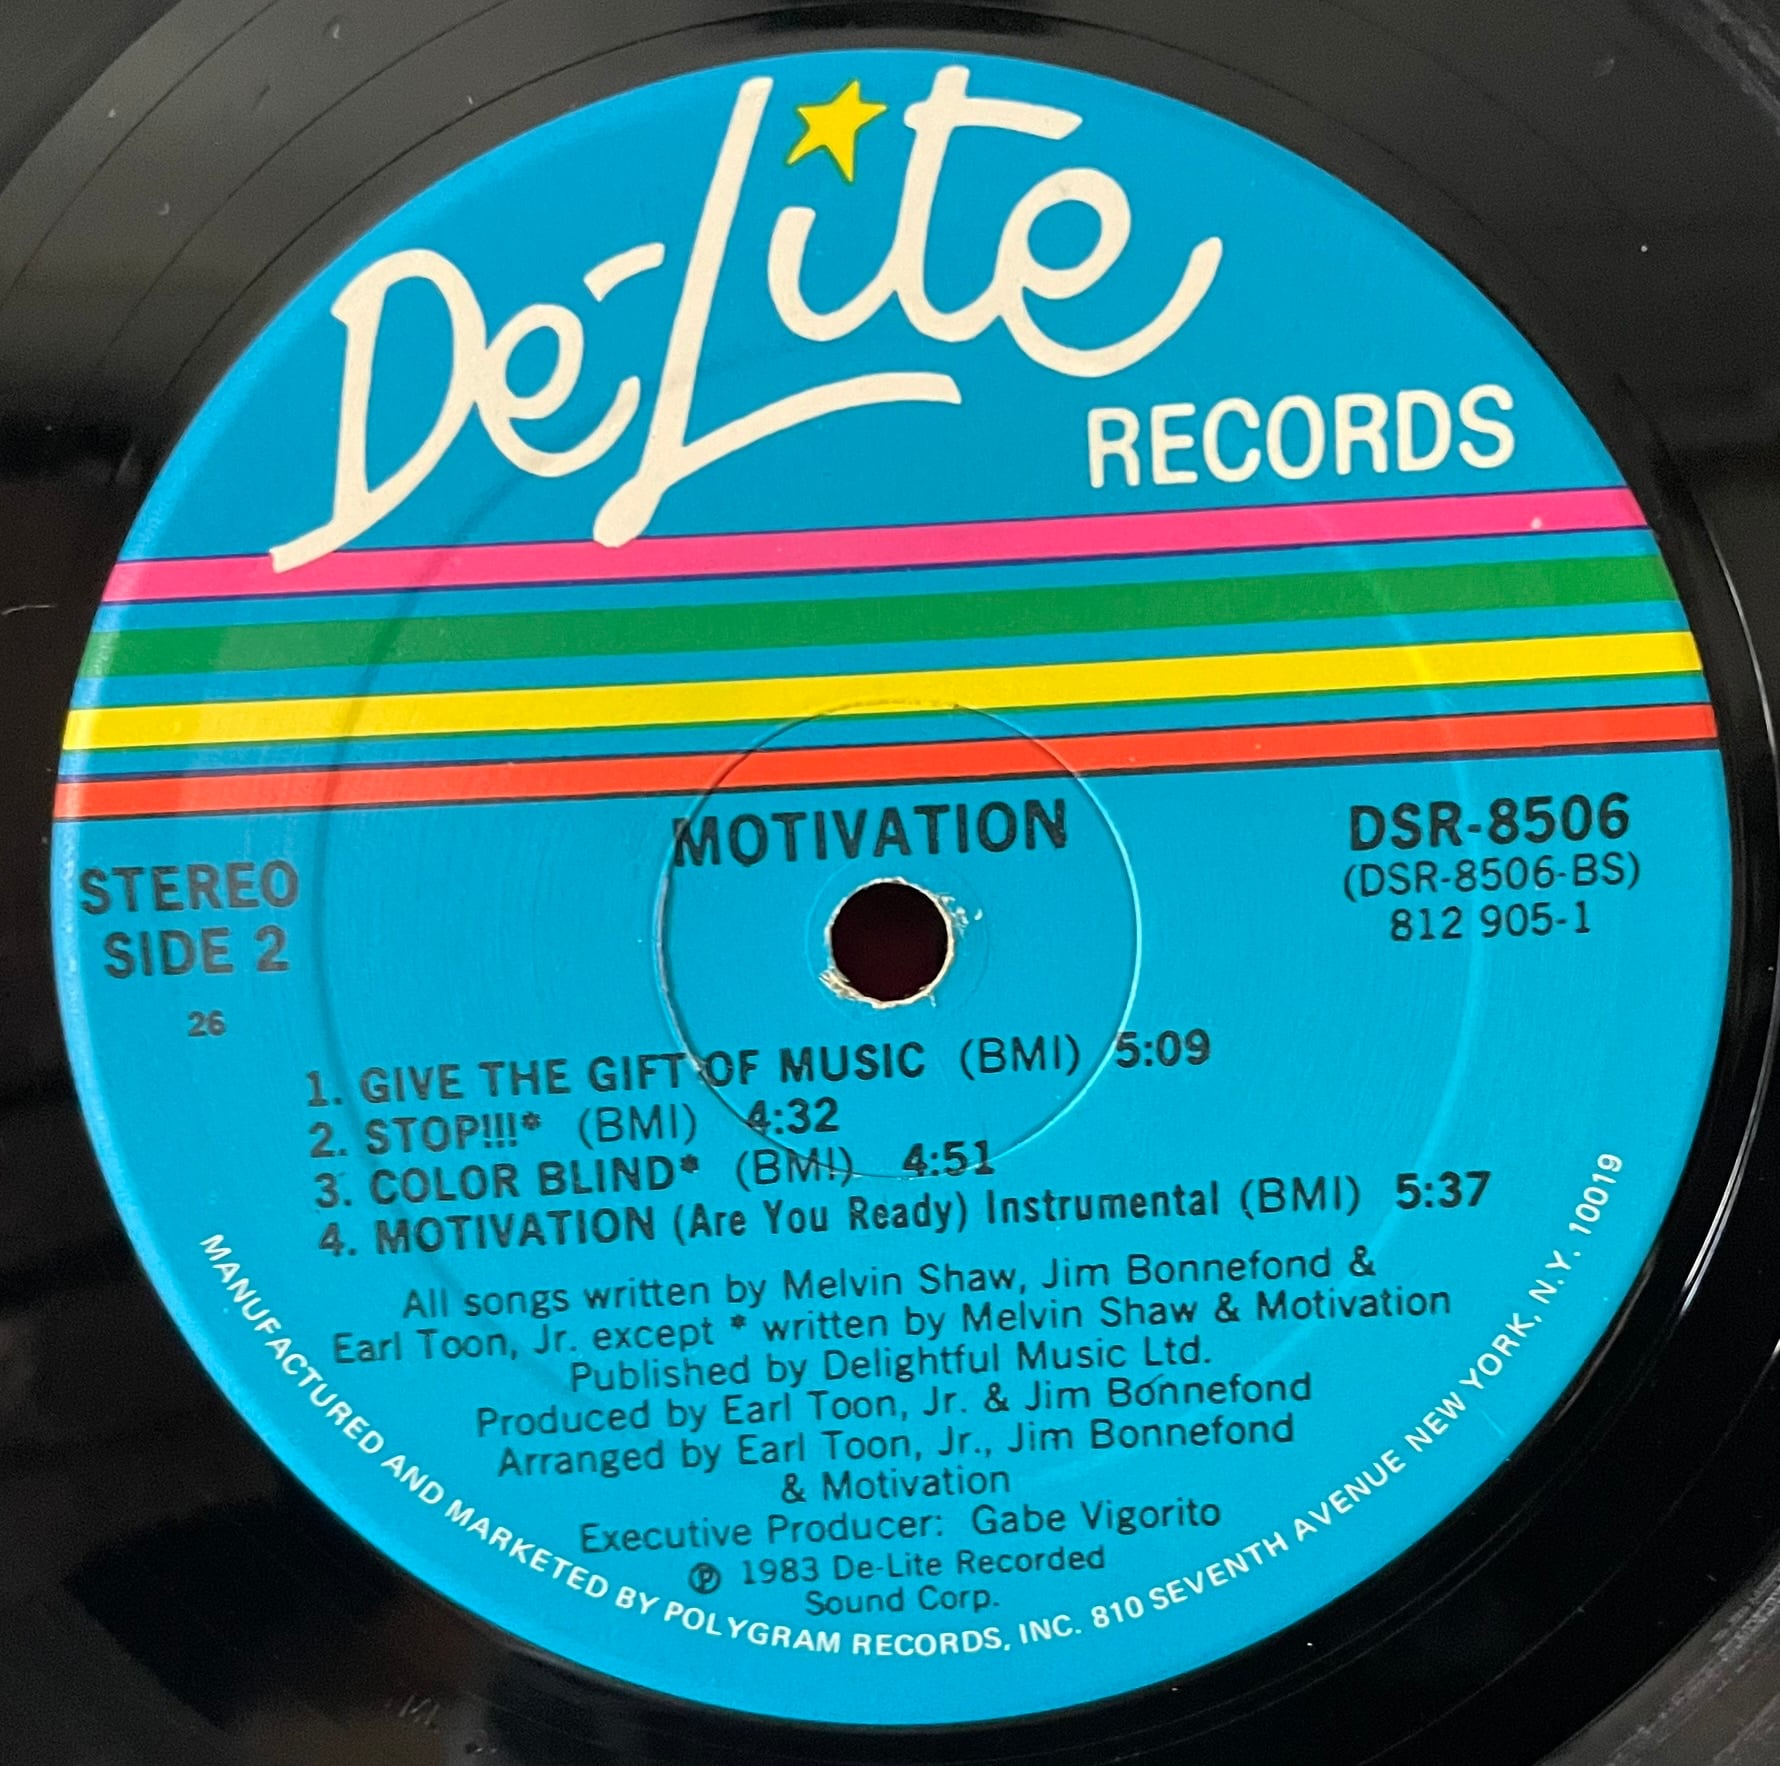 De-Lite
RECORDS
MOTIVATION
DSR-8506
(DSR-8506-BS)
812 905-1
STEREO
SIDE 2
26
1. GIVE THE GIFT OF MUSIC (BMI) 5:09
2. STOP!!!* (BMI) 4:32
3. COLOR BLIND* (BMI) 4:51
4. MOTIVATION (Are You Ready) Instrumental (BMI) 5:37
All songs written by Melvin Shaw, Jim Bonnefond &
Earl Toon, Jr. except * written by Melvin Shaw & Motivation
Published by Delightful Music Ltd.
Produced by Earl Toon, Jr. & Jim Bonnefond
Arranged by Earl Toon, Jr., Jim Bonnefond
& Motivation
Executive Producer: Gabe Vigorito
℗ 1983 De-Lite Recorded
Sound Corp.
MANUFACTURED AND MARKETED BY POLYGRAM RECORDS, INC. 810 SEVENTH AVENUE NEW YORK, N.Y. 10019